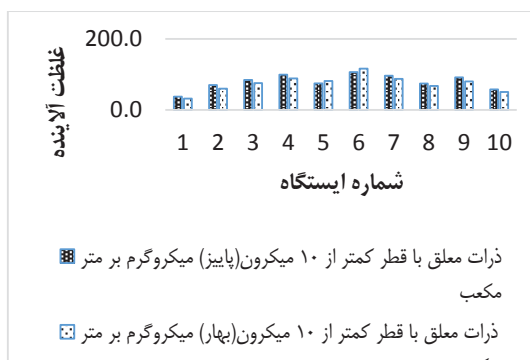 200.0
0.0
غلظت آلاینده
1 2 3 4 5 6 7 8 9 10
شماره ایستگاه
ذرات معلق با قطر کمتر از ۱۰ میکرون(پاییز) میکروگرم بر متر
مکعب
ذرات معلق با قطر کمتر از ۱۰ میکرون(بهار) میکروگرم بر متر